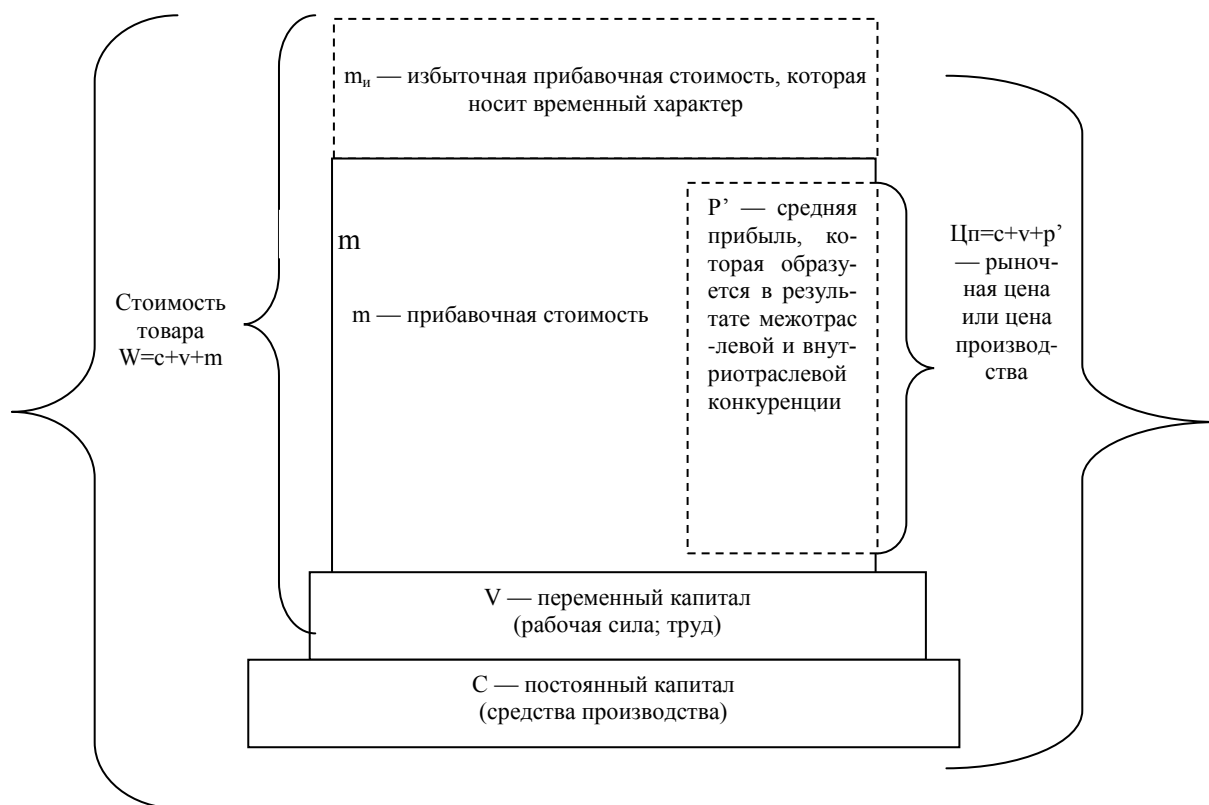 mи — избыточная прибавочная стоимость, которая
носит временный характер
P’ — средняя
прибыль, ко-
торая образу-
ется в резуль-
тате межотрас
-левой и внут-
риотраслевой
конкуренции
m
m — прибавочная стоимость
Стоимость
товара
W=c+v+m
Цп=c+v+p’
— рыноч-
ная цена
или цена
производ-
ства
V — переменный капитал
(рабочая сила; труд)
C — постоянный капитал
(средства производства)